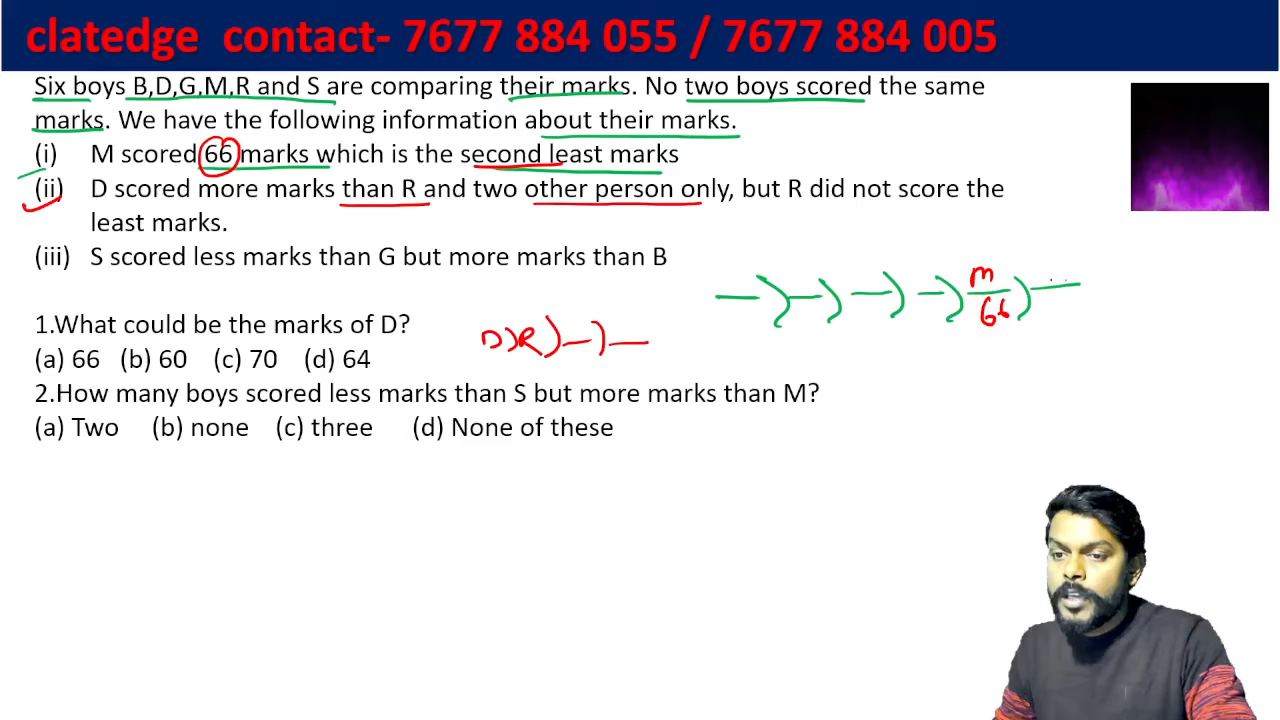 clatedge contact- 7677 884 055 / 7677 884 005
Six boys B,D,G,M,R and S are comparing their marks. No two boys scored the same
marks. We have the following information about their marks.
(i) M scored 66 marks which is the second least marks
(ii) D scored more marks than R and two other person only, but R did not score the
least marks.
(iii) S scored less marks than G but more marks than B
m
66
1.What could be the marks of D?
D>R>_>_
(a) 66 (b) 60 (c) 70 (d) 64
2.How many boys scored less marks than S but more marks than M?
(a) Two (b) none (c) three (d) None of these